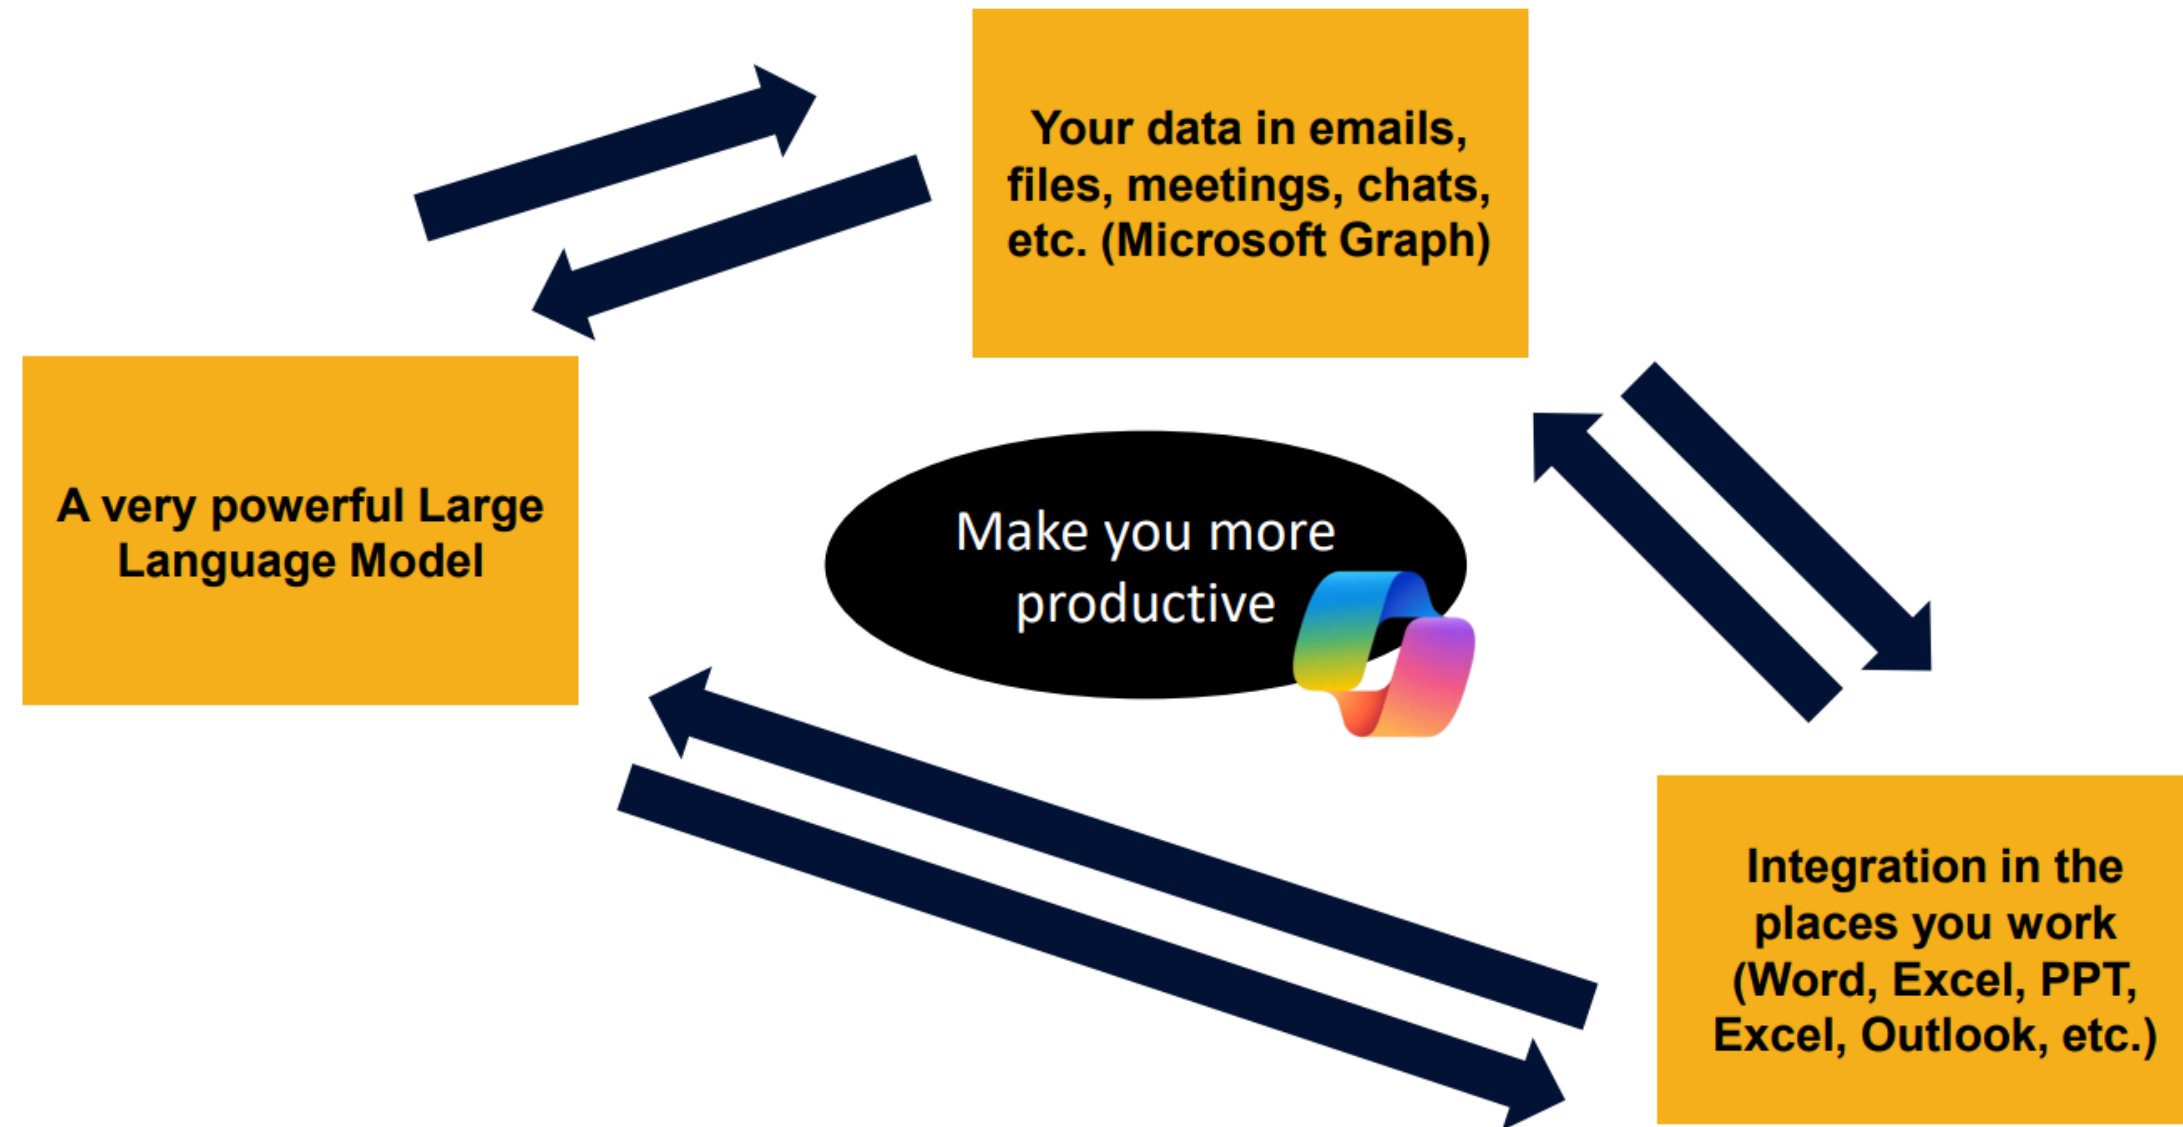 Your data in emails,
files, meetings, chats,
etc. (Microsoft Graph)
A very powerful Large
Language Model
Make you more
productive
Integration in the
places you work
(Word, Excel, PPT,
Excel, Outlook, etc.)